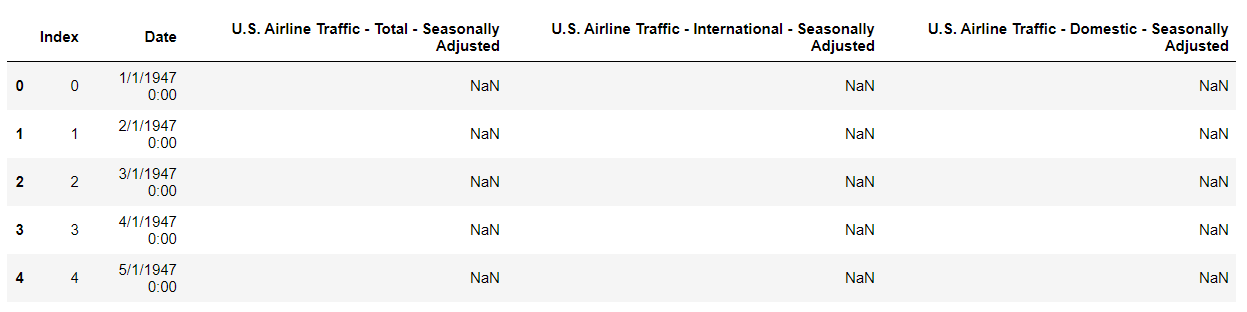 Index Date U.S. Airline Traffic - Total - Seasonally Adjusted U.S. Airline Traffic - International - Seasonally Adjusted U.S. Airline Traffic - Domestic - Seasonally Adjusted
0 0 1/1/1947 0:00 NaN NaN NaN
1 1 2/1/1947 0:00 NaN NaN NaN
2 2 3/1/1947 0:00 NaN NaN NaN
3 3 4/1/1947 0:00 NaN NaN NaN
4 4 5/1/1947 0:00 NaN NaN NaN